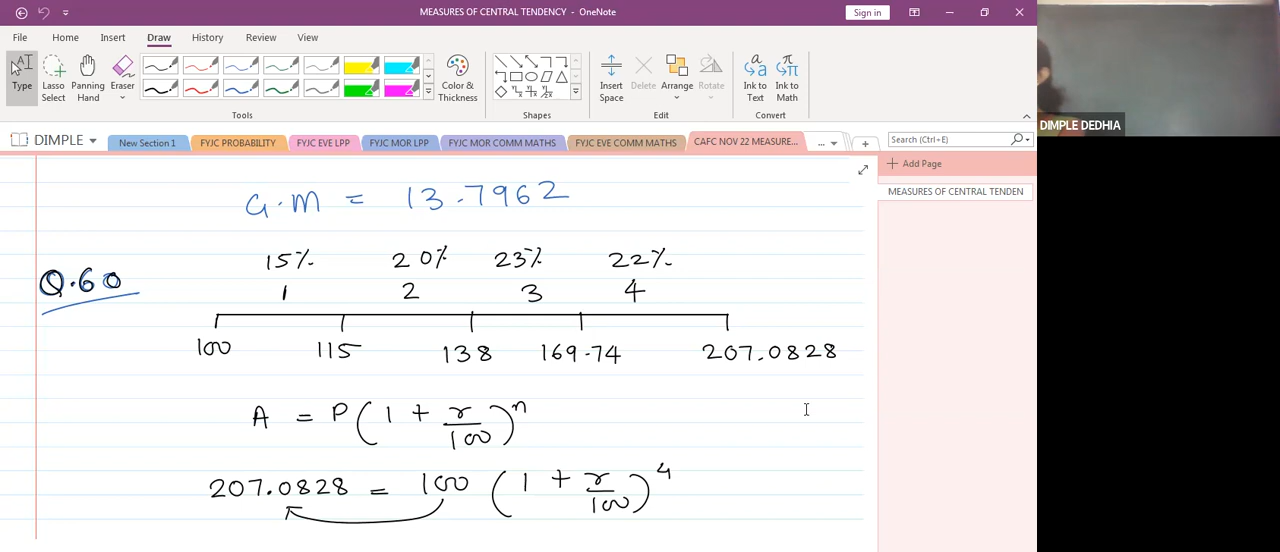 MEASURES OF CENTRAL TENDENCY - OneNote
Sign in
File Home Insert Draw History Review View
Type
Lasso Select
Panning Hand
Eraser
Color & Thickness
Insert Space
Delete
Arrange
Rotate
Ink to Text
Ink to Math
Tools
Shapes
Edit
Convert
DIMPLE
New Section 1
FYJC PROBABILITY
FYJC EVE LPP
FYJC MOR LPP
FYJC MOR COMM MATHS
FYJC EVE COMM MATHS
CAFC NOV 22 MEASURE...
Search (Ctrl+E)
Add Page
MEASURES OF CENTRAL TENDEN
DIMPLE DEDHIA
G.M = 13.7962
15% 20% 23% 22%
Q.60
1 2 3 4
100 115 138 169.74 207.0828
A = P(1 + r/100)^n
207.0828 = 100 (1 + r/100)^4